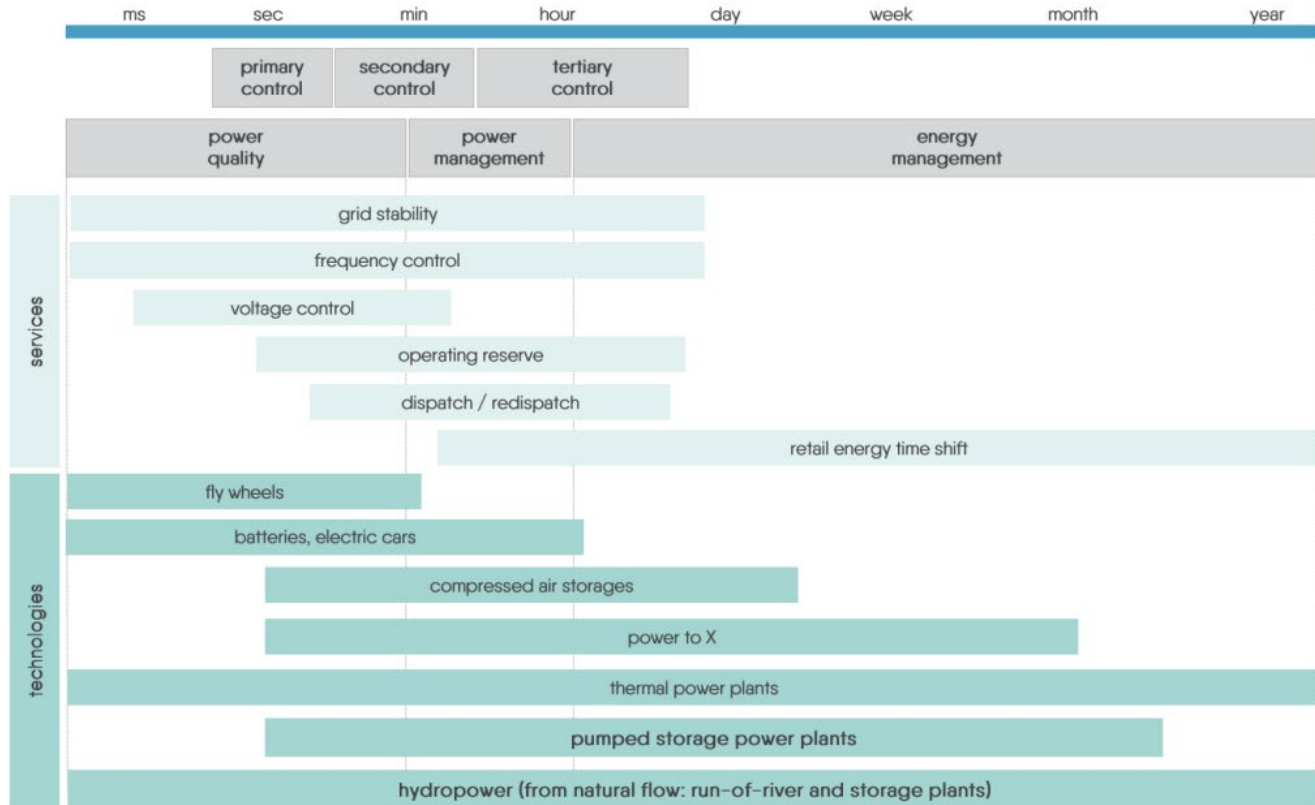 ms sec min hour day week month year
primary secondary tertiary
control control control
power power energy
quality management management
services
grid stability
frequency control
voltage control
operating reserve
dispatch / redispatch
retail energy time shift
technologies
fly wheels
batteries, electric cars
compressed air storages
power to X
thermal power plants
pumped storage power plants
hydropower (from natural flow: run-of-river and storage plants)